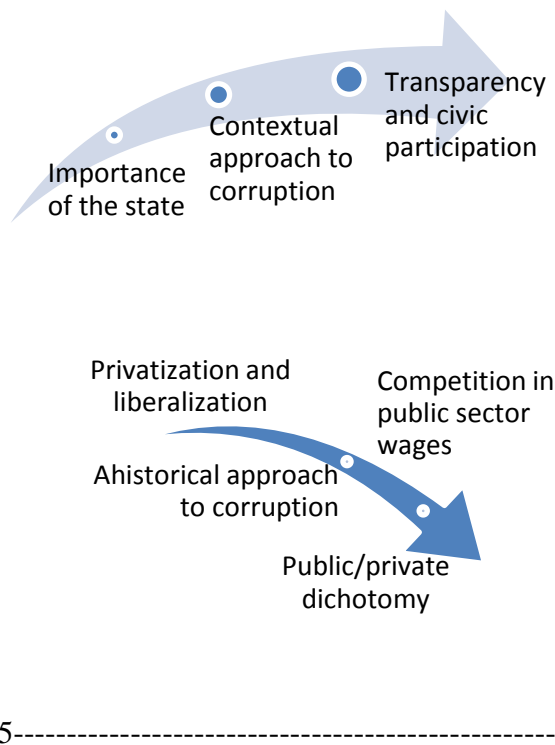 Transparency
and civic
participation
Contextual
approach to
corruption
Importance
of the state
Privatization and
liberalization
Competition in
public sector
wages
Ahistorical approach
to corruption
Public/private
dichotomy
5---------------------------------------------------